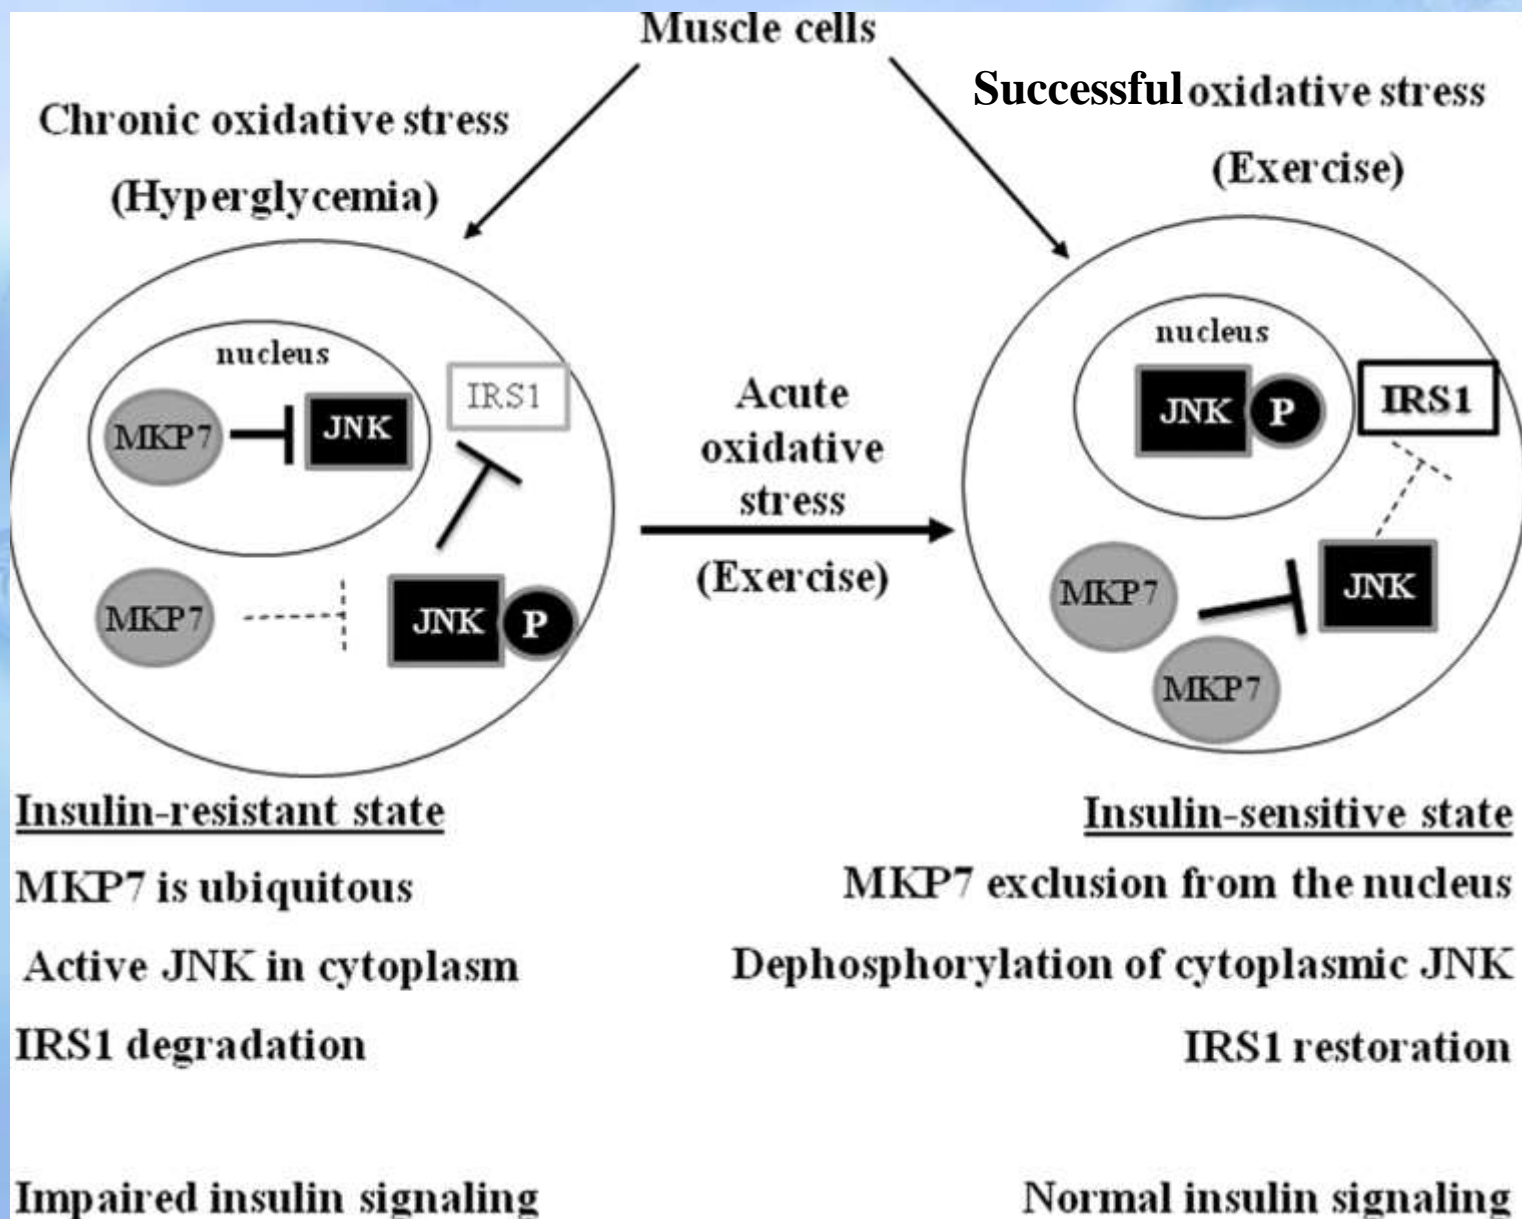 Muscle cells
Chronic oxidative stress
(Hyperglycemia)
Successful oxidative stress
(Exercise)
nucleus
MKP7
JNK
IRS1
MKP7
JNK
P
Acute
oxidative
stress
(Exercise)
nucleus
JNK
P
IRS1
MKP7
JNK
MKP7
Insulin-resistant state
MKP7 is ubiquitous
Active JNK in cytoplasm
IRS1 degradation
Impaired insulin signaling
Insulin-sensitive state
MKP7 exclusion from the nucleus
Dephosphorylation of cytoplasmic JNK
IRS1 restoration
Normal insulin signaling